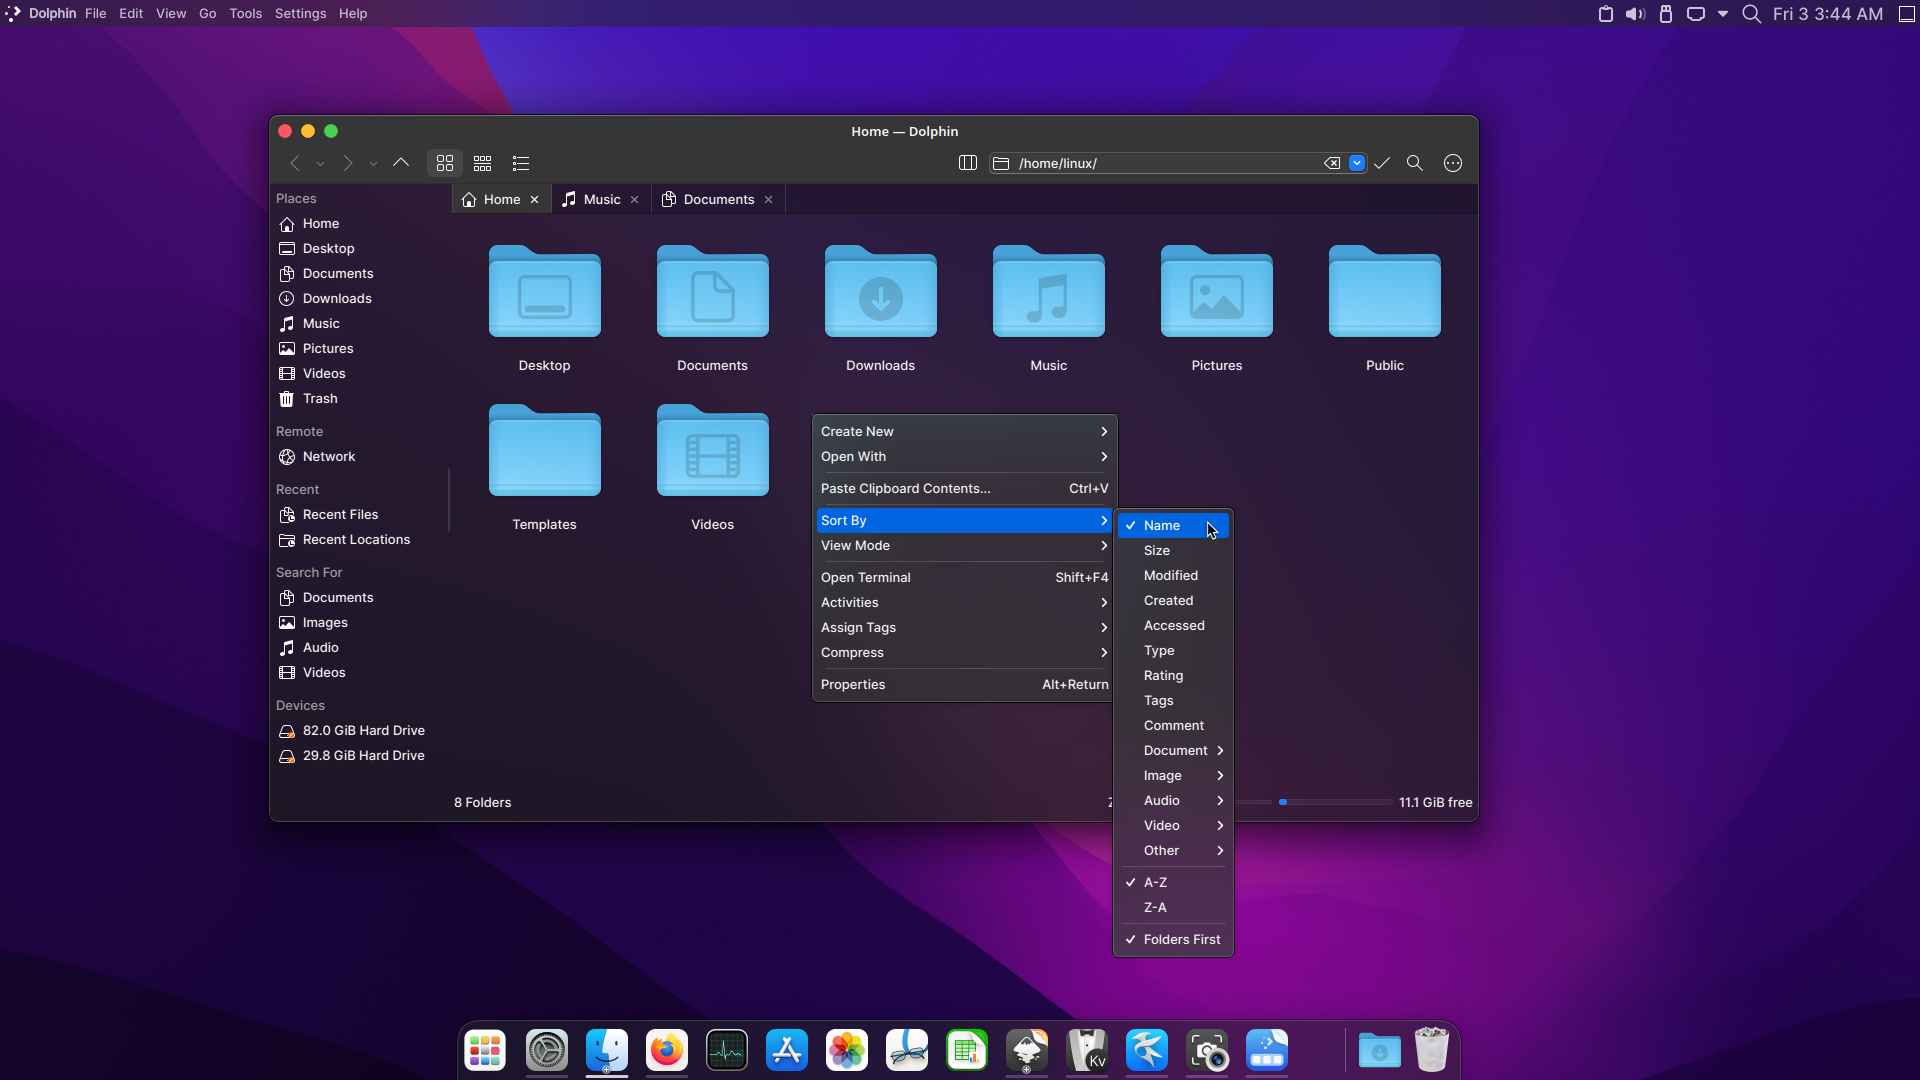 Dolphin File Edit View Go Tools Settings Help
Fri 3 3:44 AM
Home — Dolphin
/home/linux/
Places
Home
Desktop
Documents
Downloads
Music
Pictures
Videos
Trash
Remote
Network
Recent
Recent Files
Recent Locations
Search For
Documents
Images
Audio
Videos
Devices
82.0 GiB Hard Drive
29.8 GiB Hard Drive
Home Music Documents
Desktop Documents Downloads Music Pictures Public
Templates Videos
Create New
Open With
Paste Clipboard Contents... Ctrl+V
Sort By
View Mode
Open Terminal Shift+F4
Activities
Assign Tags
Compress
Properties Alt+Return
Name
Size
Modified
Created
Accessed
Type
Rating
Tags
Comment
Document
Image
Audio
Video
Other
A-Z
Z-A
Folders First
8 Folders
11.1 GiB free
Kv